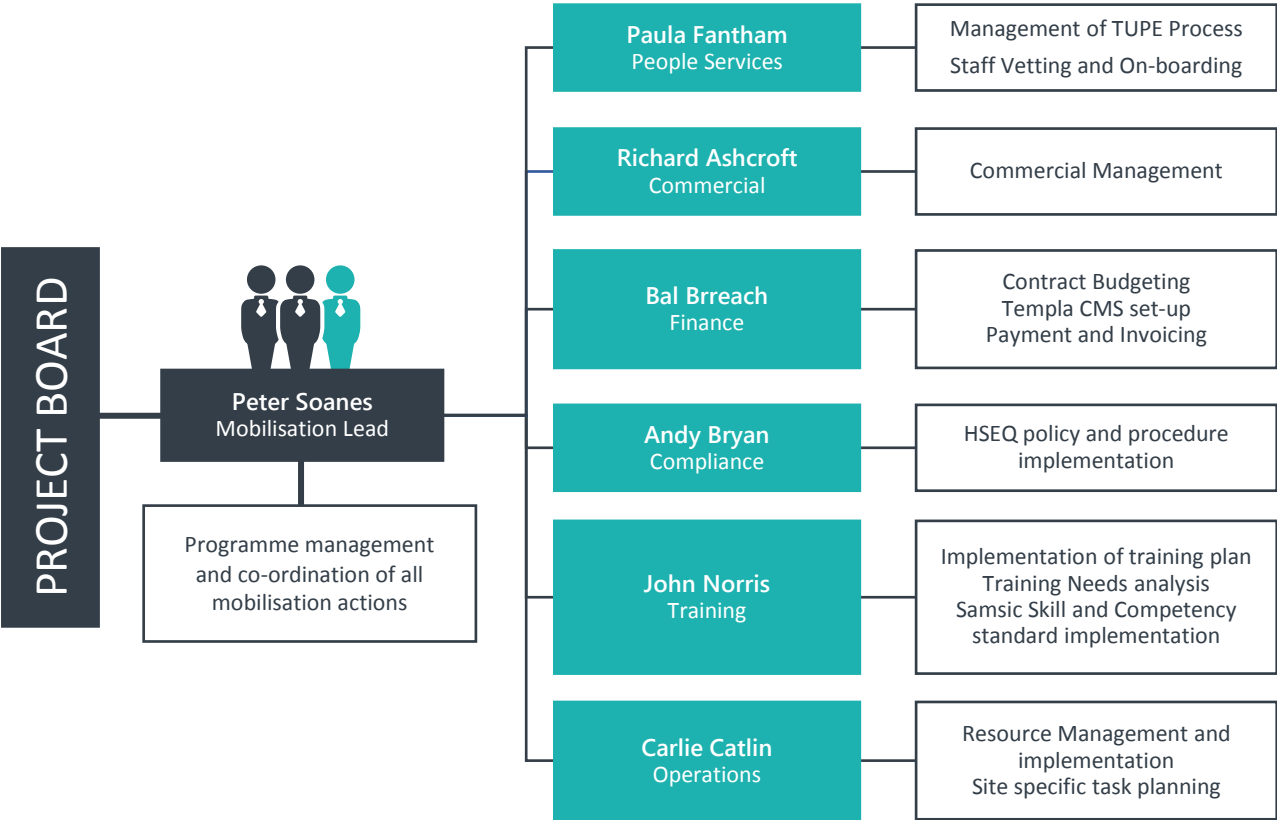 PROJECT BOARD
Peter Soanes
Mobilisation Lead
Programme management
and co-ordination of all
mobilisation actions
Paula Fantham
People Services
Management of TUPE Process
Staff Vetting and On-boarding
Richard Ashcroft
Commercial
Commercial Management
Bal Brreach
Finance
Contract Budgeting
Templa CMS set-up
Payment and Invoicing
Andy Bryan
Compliance
HSEQ policy and procedure
implementation
John Norris
Training
Implementation of training plan
Training Needs analysis
Samsic Skill and Competency
standard implementation
Carlie Catlin
Operations
Resource Management and
implementation
Site specific task planning